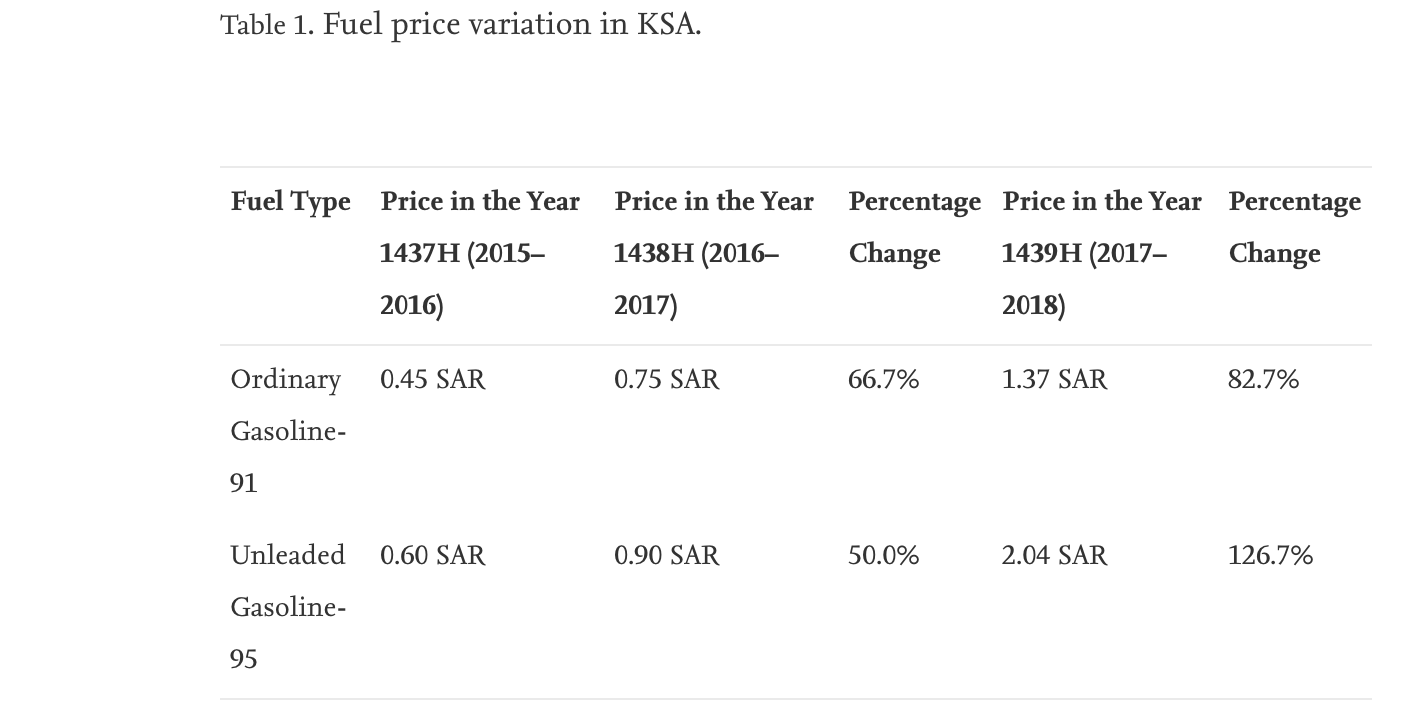 Table 1. Fuel price variation in KSA.
Fuel Type Price in the Year 1437H (2015–2016) Price in the Year 1438H (2016–2017) Percentage Change Price in the Year 1439H (2017–2018) Percentage Change
Ordinary Gasoline-91 0.45 SAR 0.75 SAR 66.7% 1.37 SAR 82.7%
Unleaded Gasoline-95 0.60 SAR 0.90 SAR 50.0% 2.04 SAR 126.7%